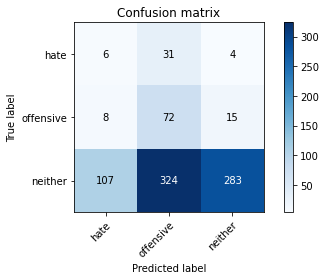 Confusion matrix
True label
hate
offensive
neither
6 31 4
8 72 15
107 324 283
hate offensive neither
Predicted label
300
250
200
150
100
50